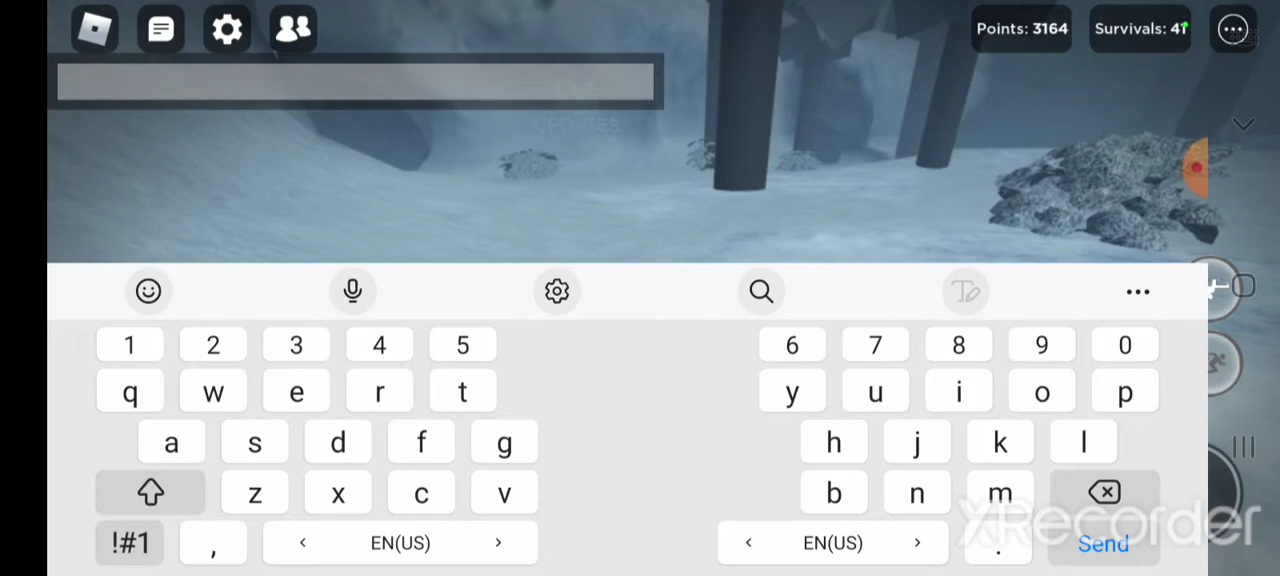 Points: 3164 Survivals: 41
1 2 3 4 5 6 7 8 9 0
q w e r t y u i o p
a s d f g h j k l
z x c v b n m
!#1 , < EN(US) > < EN(US) > . Send
XRecorder